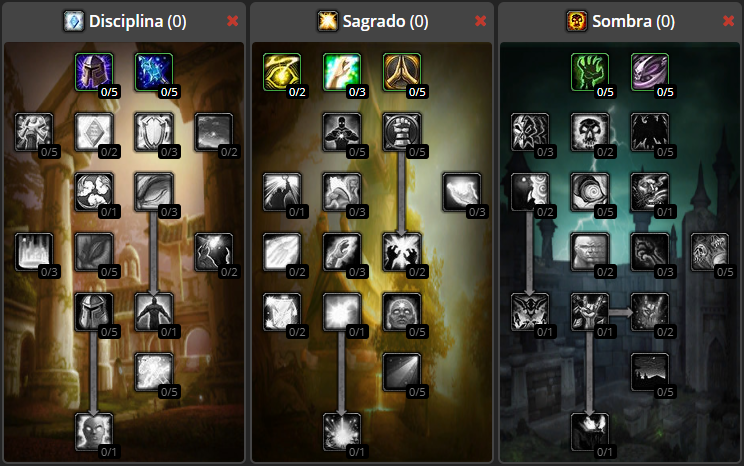 Disciplina (0) Sagrado (0) Sombra (0)
0/5 0/5 0/2 0/3 0/5 0/5 0/5
0/5 0/2 0/3 0/2 0/5 0/5 0/3 0/2 0/5
0/1 0/3 0/1 0/3 0/3 0/2 0/5 0/1
0/3 0/5 0/2 0/2 0/3 0/2 0/2 0/3 0/5
0/5 0/1 0/2 0/1 0/5 0/1 0/1 0/2
0/5 0/5 0/5
0/1 0/1 0/1